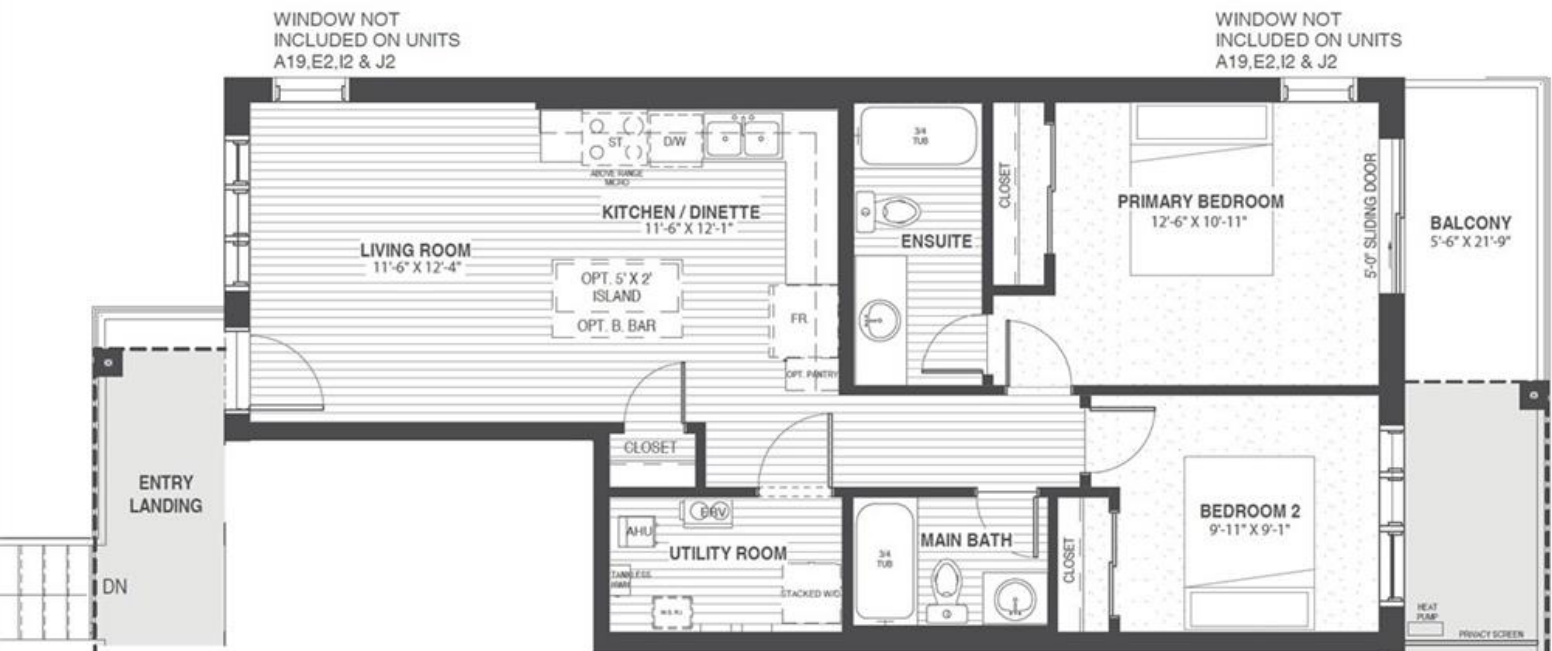 WINDOW NOT
INCLUDED ON UNITS
A19,E2,I2 & J2
WINDOW NOT
INCLUDED ON UNITS
A19,E2,I2 & J2
ST
D/W
ABOVE RANGE
MICRO
3/4
TUB
CLOSET
KITCHEN / DINETTE
11'-6" X 12'-1"
LIVING ROOM
11'-6" X 12'-4"
ENSUITE
PRIMARY BEDROOM
12'-6" X 10'-11"
5'-0" SLIDING DOOR
BALCONY
5'-6" X 21'-9"
OPT. 5' X 2'
ISLAND
OPT. B. BAR
FR.
OPT. PANTRY
CLOSET
ENTRY
LANDING
DN
ERV
AHU
UTILITY ROOM
TANKLESS
HWH
STACKED W/D
3/4
TUB
MAIN BATH
CLOSET
BEDROOM 2
9'-11" X 9'-1"
HEAT
PUMP
PRIVACY SCREEN